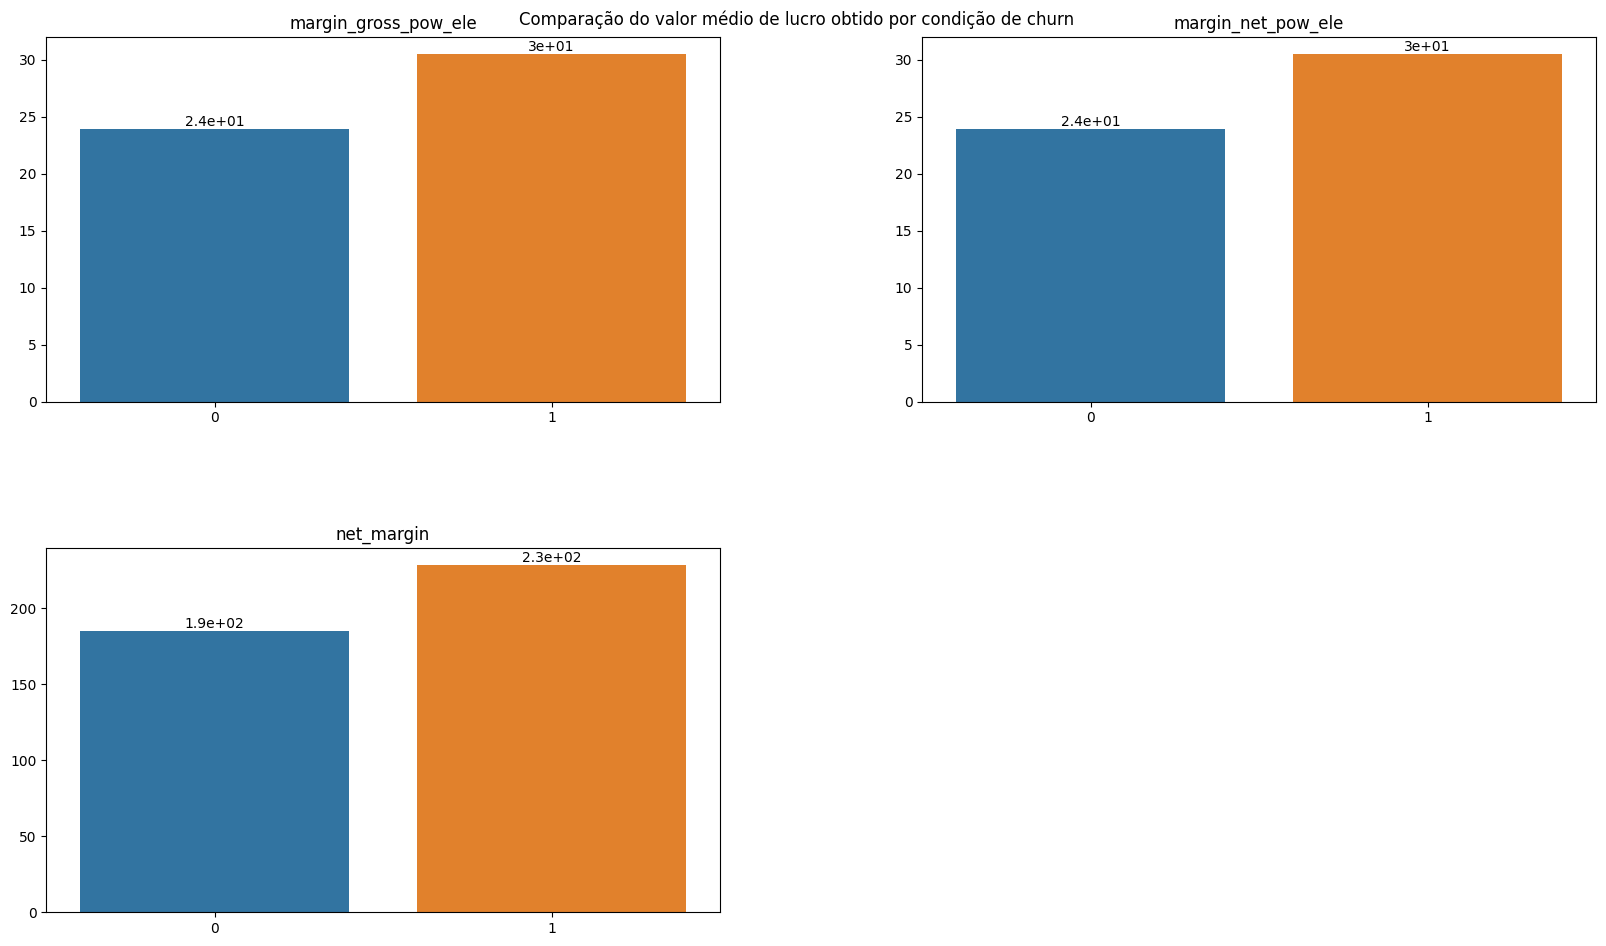 Comparação do valor médio de lucro obtido por condição de churn
margin_gross_pow_ele
3e+01
30
2.4e+01
25
20
15
10
5
0
0
1
margin_net_pow_ele
3e+01
30
2.4e+01
25
20
15
10
5
0
0
1
net_margin
2.3e+02
200
1.9e+02
150
100
50
0
0
1